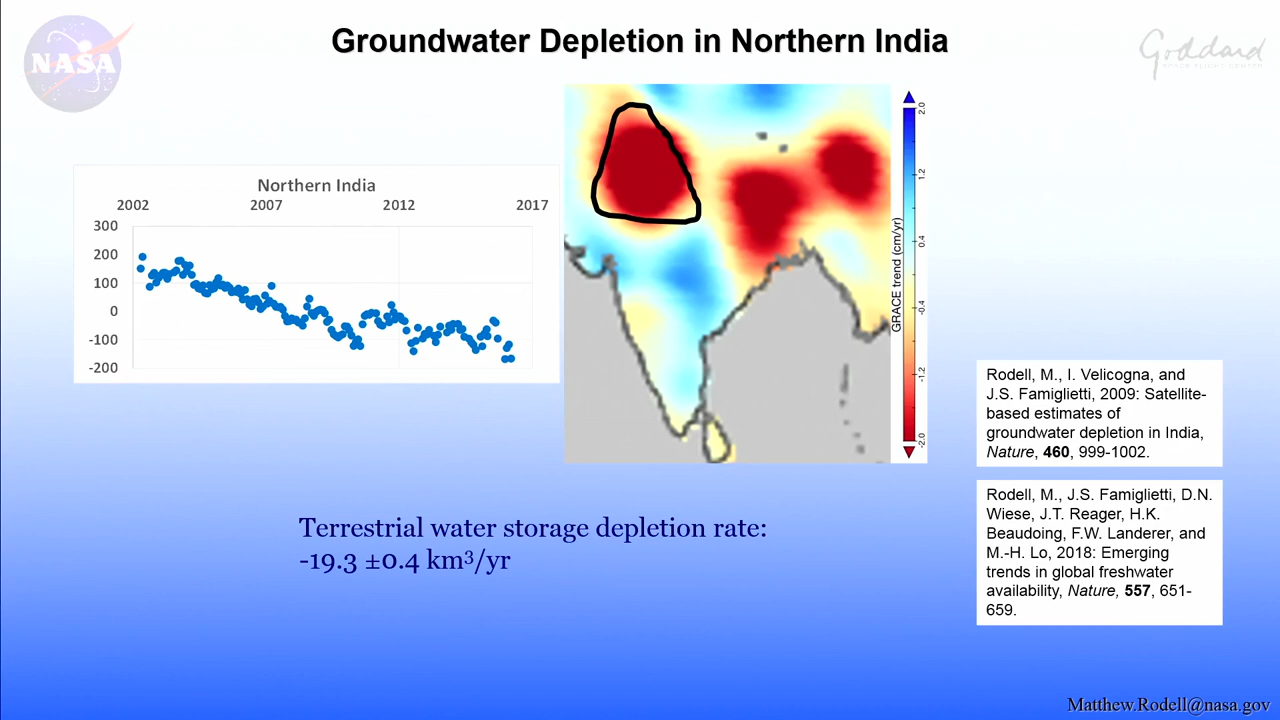 Groundwater Depletion in Northern India
NASA
Goddard
SPACE FLIGHT CENTER
Northern India
2002 2007 2012 2017
300
200
100
0
-100
-200
2.0
1.2
0.4
-0.4
-1.2
-2.0
GRACE trend (cm/yr)
Rodell, M., I. Velicogna, and
J.S. Famiglietti, 2009: Satellite-
based estimates of
groundwater depletion in India,
Nature, 460, 999-1002.
Rodell, M., J.S. Famiglietti, D.N.
Wiese, J.T. Reager, H.K.
Beaudoing, F.W. Landerer, and
M.-H. Lo, 2018: Emerging
trends in global freshwater
availability, Nature, 557, 651-
659.
Terrestrial water storage depletion rate:
-19.3 ±0.4 km³/yr
Matthew.Rodell@nasa.gov